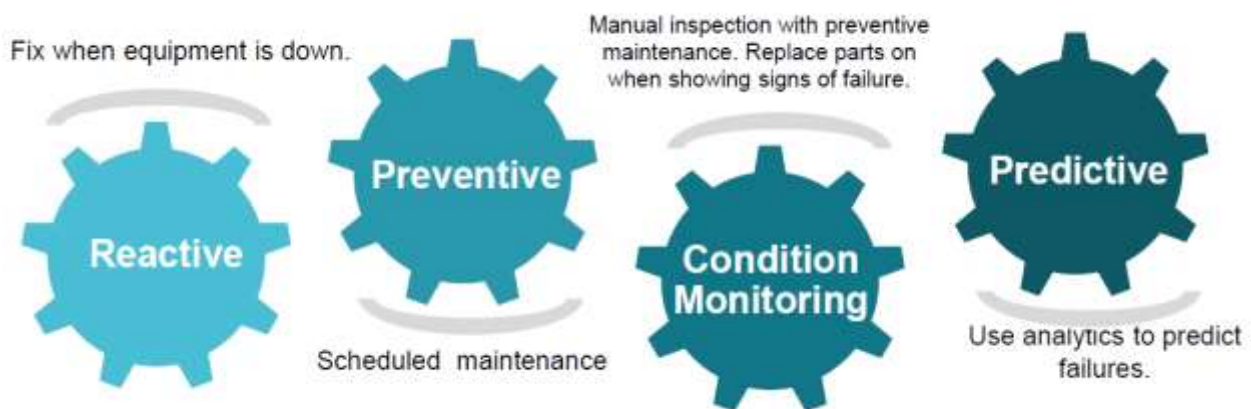 Fix when equipment is down.
Reactive
Preventive
Scheduled maintenance
Manual inspection with preventive
maintenance. Replace parts on
when showing signs of failure.
Condition
Monitoring
Predictive
Use analytics to predict
failures.